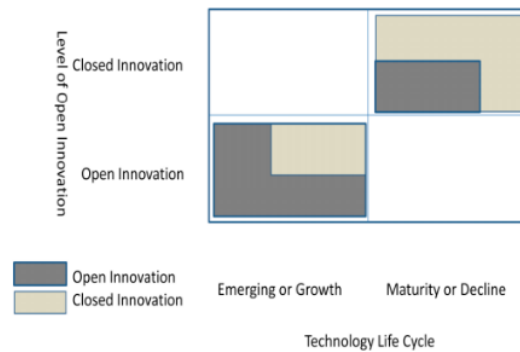 Level of Open Innovation
Closed Innovation
Open Innovation
Open Innovation
Closed Innovation
Emerging or Growth
Maturity or Decline
Technology Life Cycle